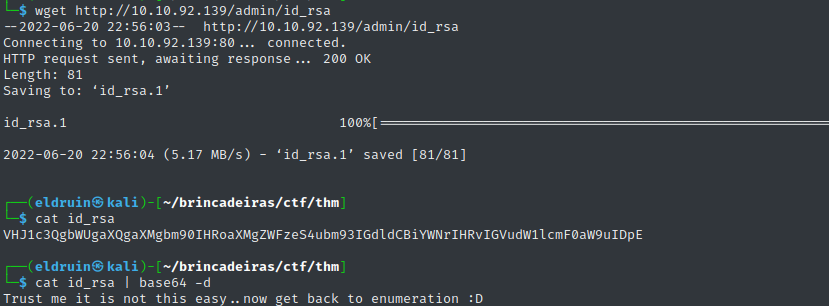 └─$ wget http://10.10.92.139/admin/id_rsa
--2022-06-20 22:56:03-- http://10.10.92.139/admin/id_rsa
Connecting to 10.10.92.139:80... connected.
HTTP request sent, awaiting response... 200 OK
Length: 81
Saving to: ‘id_rsa.1’
id_rsa.1 100%[=======================================================
2022-06-20 22:56:04 (5.17 MB/s) - ‘id_rsa.1’ saved [81/81]
┌──(eldruin㉿kali)-[~/brincadeiras/ctf/thm]
└─$ cat id_rsa
VHJ1c3QgbWUgaXQgaXMgbm90IHRoaXMgZWFzeS4ubm93IGdldCBiYWNrIHRvIGVudW1lcmF0aW9uIDpE
┌──(eldruin㉿kali)-[~/brincadeiras/ctf/thm]
└─$ cat id_rsa | base64 -d
Trust me it is not this easy..now get back to enumeration :D